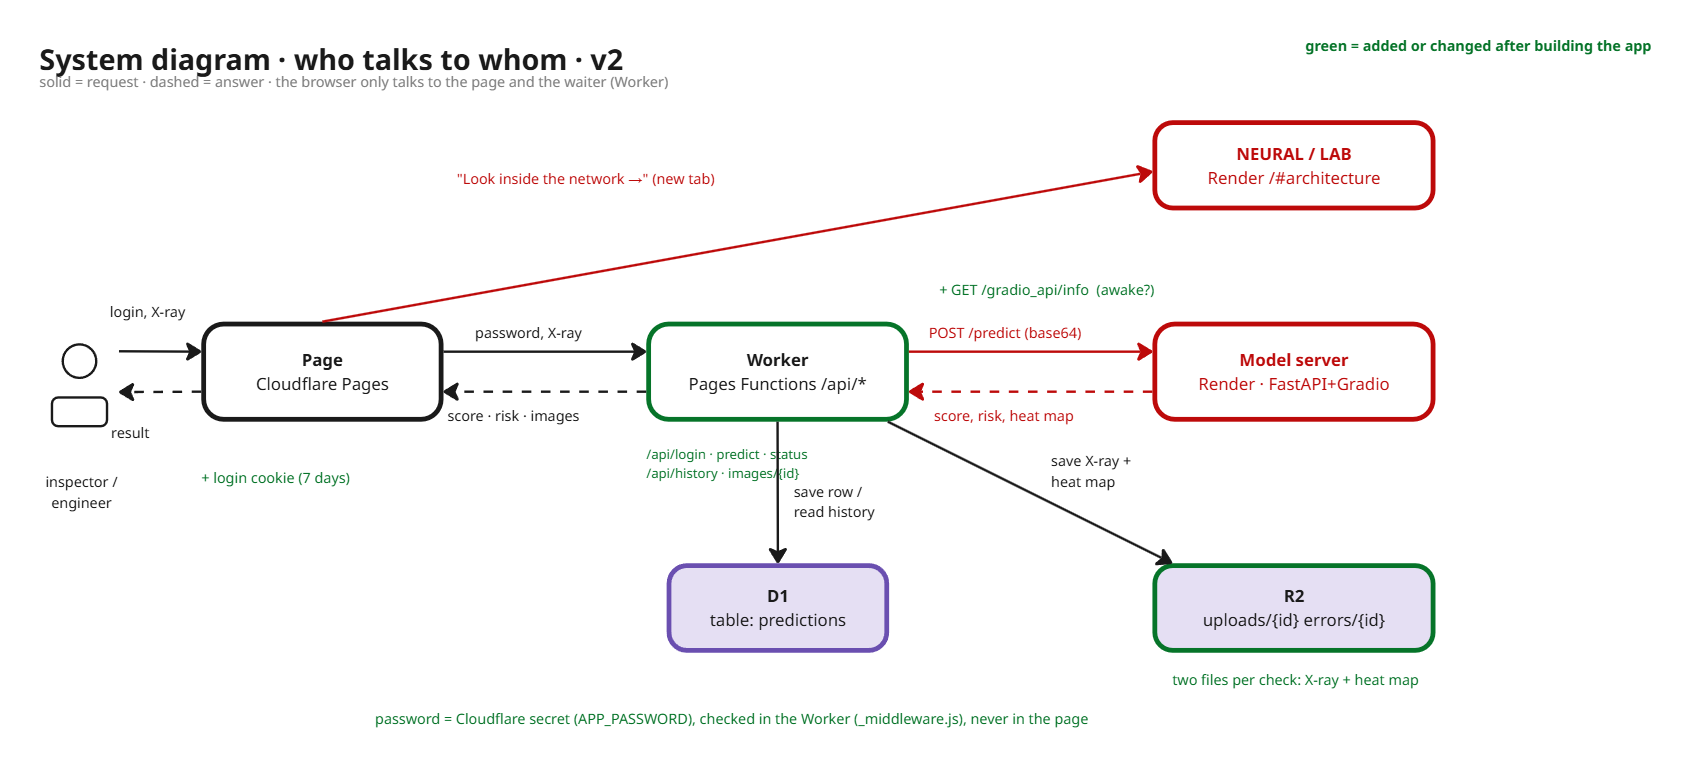 System diagram · who talks to whom · v2
green = added or changed after building the app
solid = request · dashed = answer · the browser only talks to the page and the waiter (Worker)
NEURAL / LAB
Render /#architecture
"Look inside the network →" (new tab)
+ GET /gradio_api/info (awake?)
login, X-ray
password, X-ray
POST /predict (base64)
Page
Cloudflare Pages
Worker
Pages Functions /api/*
Model server
Render · FastAPI+Gradio
result
score · risk · images
score, risk, heat map
inspector /
engineer
+ login cookie (7 days)
/api/login · predict · status
/api/history · images/{id}
save row /
read history
save X-ray +
heat map
D1
table: predictions
R2
uploads/{id} errors/{id}
two files per check: X-ray + heat map
password = Cloudflare secret (APP_PASSWORD), checked in the Worker (_middleware.js), never in the page